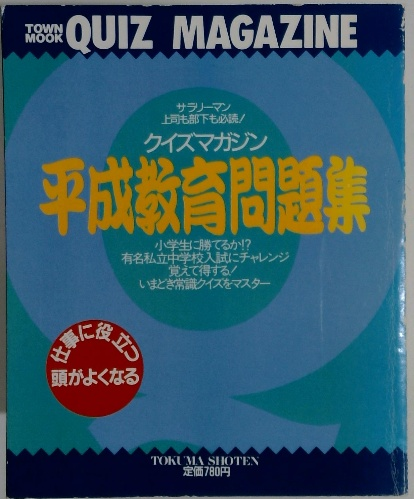 TOWN
MOOK
QUIZ MAGAZINE
サラリーマン
上司も部下も必読!
クイズマガジン
平成教育問題集
小学生に勝てるか!?
有名私立中学校入試にチャレンジ
覚えて得する!
いまどき常識クイズをマスター
仕事に役立つ
頭がよくなる
TOKUMA SHOTEN
定価780円